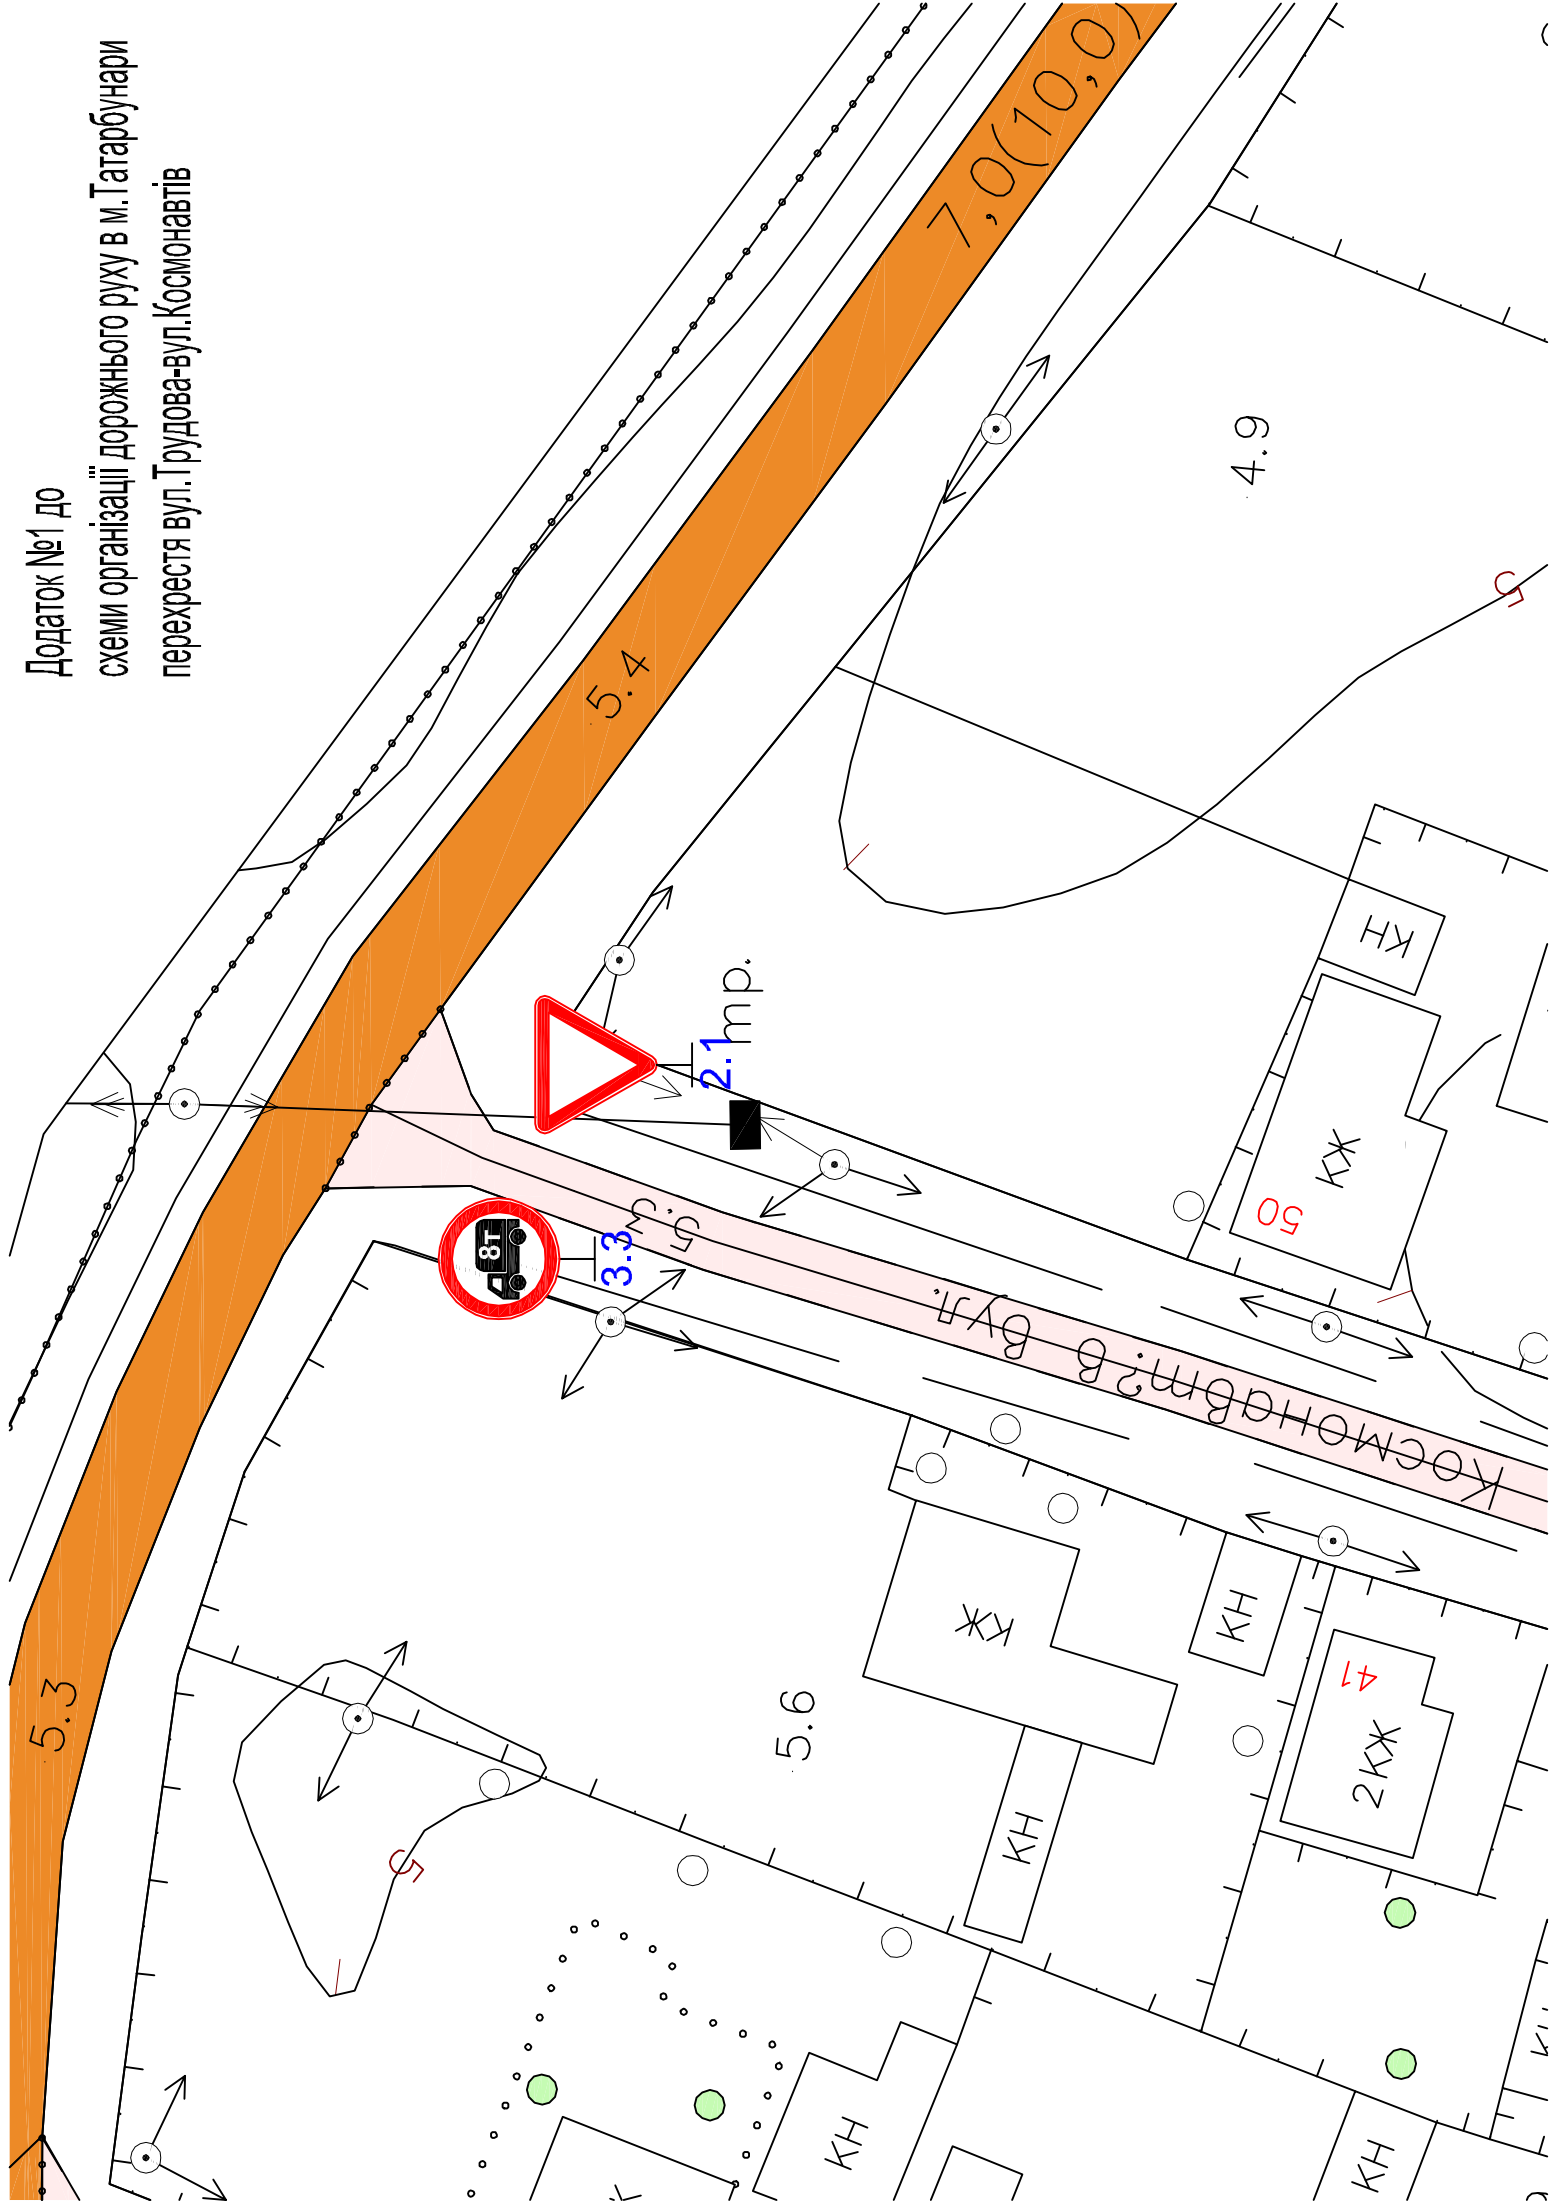 Додаток №1 до
схеми організації дорожнього руху в м.Татарбунари
перехрестя вул.Трудова-вул.Космонавтів
7,0(10,0)
5.4
4.9
5
тр.
2.1
8т
3.3
5.3
вул.
Космонавт?в
КН
КЖ
50
5.3
5
5.6
КЖ
КН
КН
41
2КЖ
КН
КН